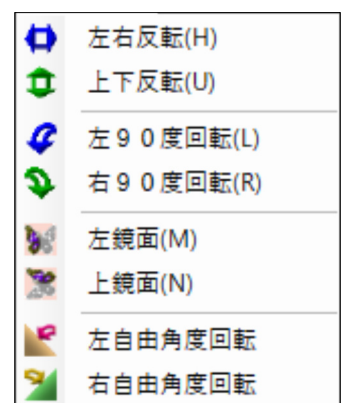 左右反転(H)
上下反転(U)
左９０度回転(L)
右９０度回転(R)
左鏡面(M)
上鏡面(N)
左自由角度回転
右自由角度回転